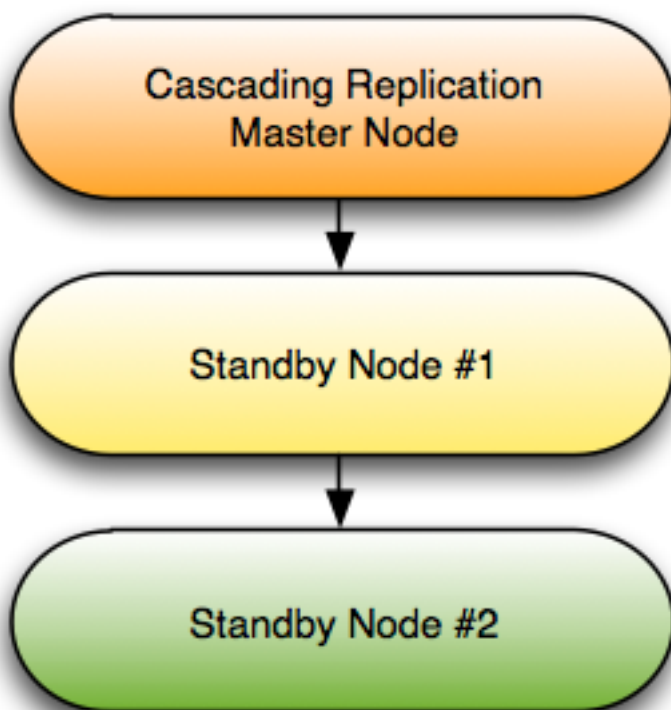 Cascading Replication
Master Node
Standby Node #1
Standby Node #2